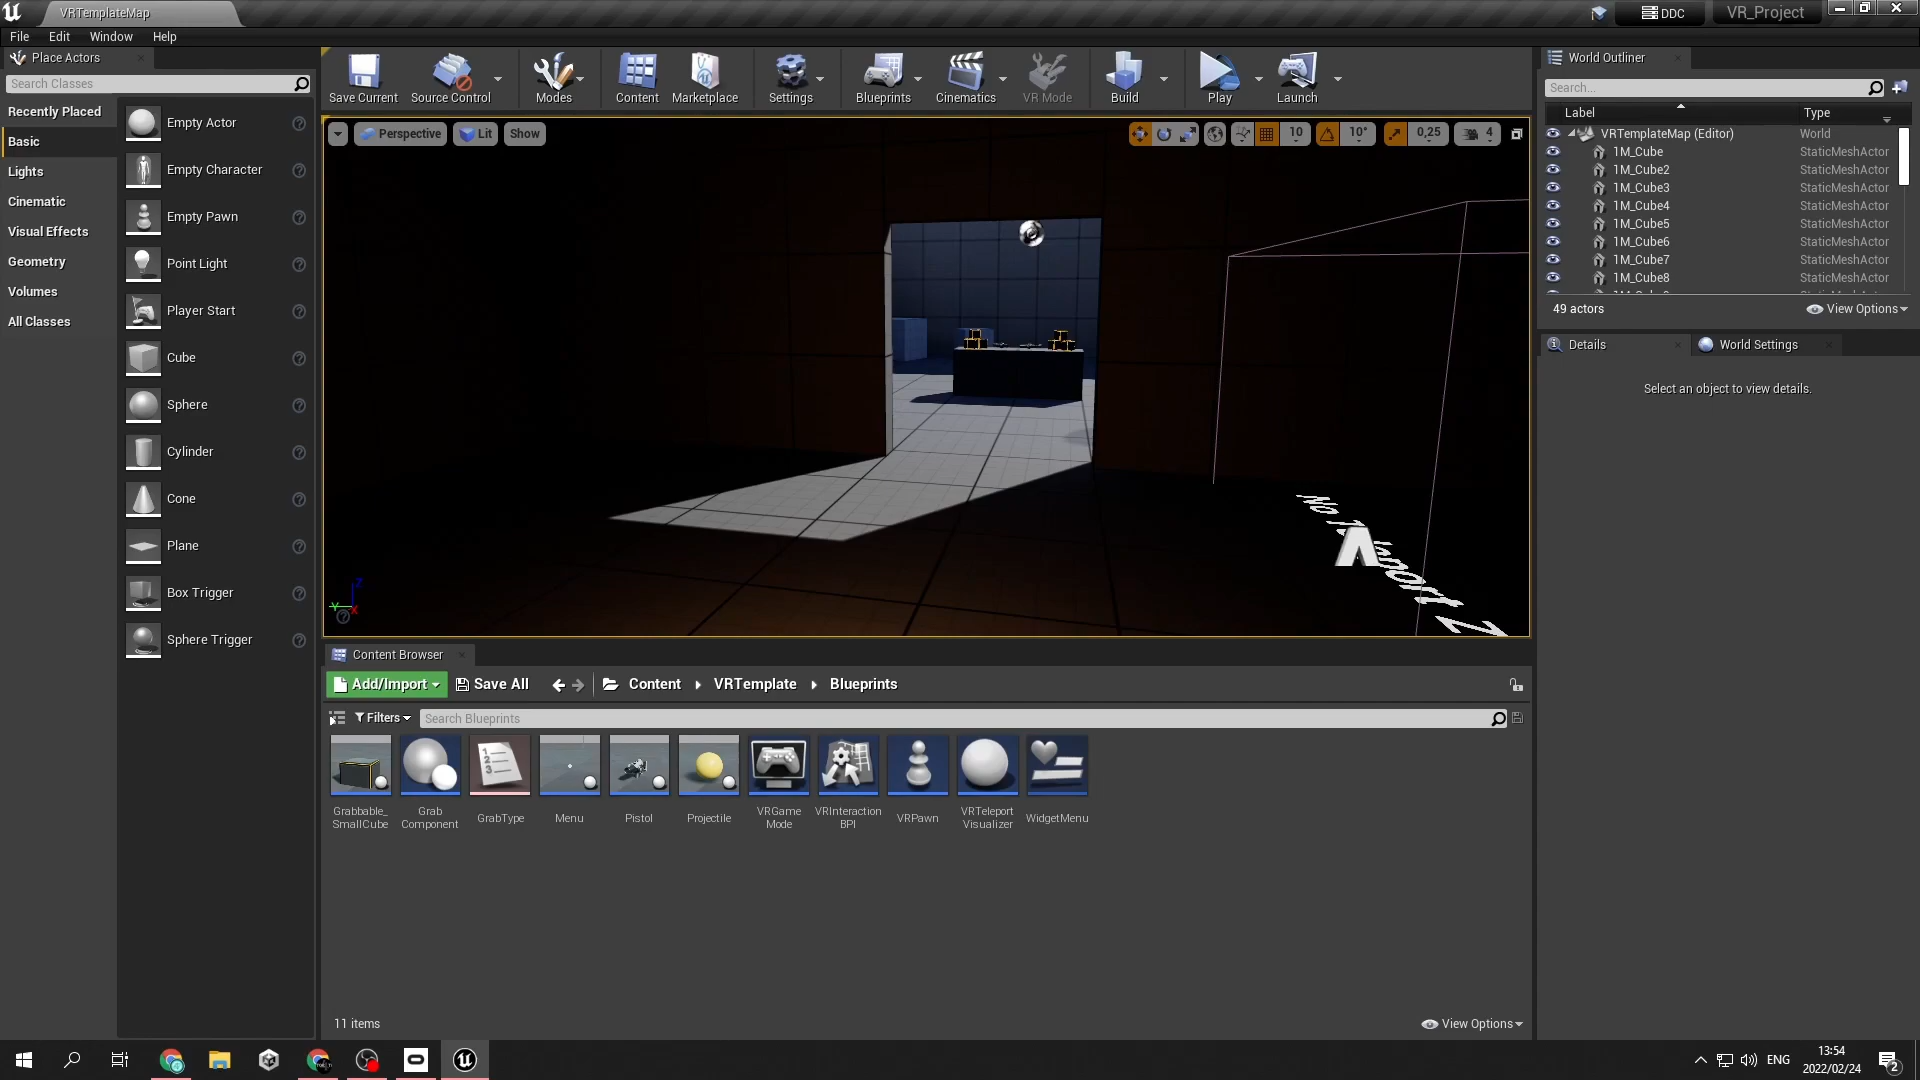 VRTemplateMap
DDC
VR_Project
File Edit Window Help
Place Actors
Search Classes
Recently Placed
Basic
Lights
Cinematic
Visual Effects
Geometry
Volumes
All Classes
Empty Actor
Empty Character
Empty Pawn
Point Light
Player Start
Cube
Sphere
Cylinder
Cone
Plane
Box Trigger
Sphere Trigger
Save Current
Source Control
Modes
Content
Marketplace
Settings
Blueprints
Cinematics
VR Mode
Build
Play
Launch
Perspective
Lit
Show
10
10°
0,25
4
No Teleport Z
Content Browser
Add/Import
Save All
Content
VRTemplate
Blueprints
Filters
Search Blueprints
Grabbable_
SmallCube
Grab
Component
GrabType
Menu
Pistol
Projectile
VRGame
Mode
VRInteraction
BPI
VRPawn
VRTeleport
Visualizer
WidgetMenu
11 items
View Options
World Outliner
Search...
Label Type
VRTemplateMap (Editor) World
1M_Cube StaticMeshActor
1M_Cube2 StaticMeshActor
1M_Cube3 StaticMeshActor
1M_Cube4 StaticMeshActor
1M_Cube5 StaticMeshActor
1M_Cube6 StaticMeshActor
1M_Cube7 StaticMeshActor
1M_Cube8 StaticMeshActor
49 actors
View Options
Details
World Settings
Select an object to view details.
ENG
13:54
2022/02/24
2